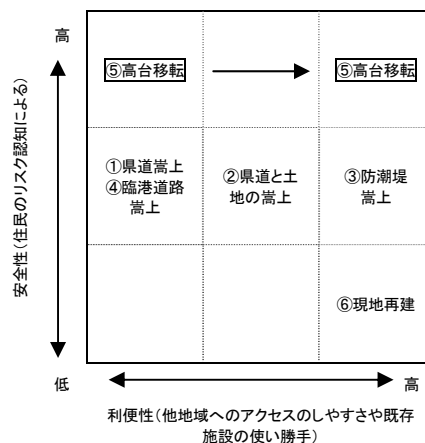 高
⑤高台移転
⑤高台移転
①県道嵩上
④臨港道路
嵩上
②県道と土
地の嵩上
③防潮堤
嵩上
⑥現地再建
安全性(住民のリスク認知による)
低
高
利便性(他地域へのアクセスのしやすさや既存
施設の使い勝手)